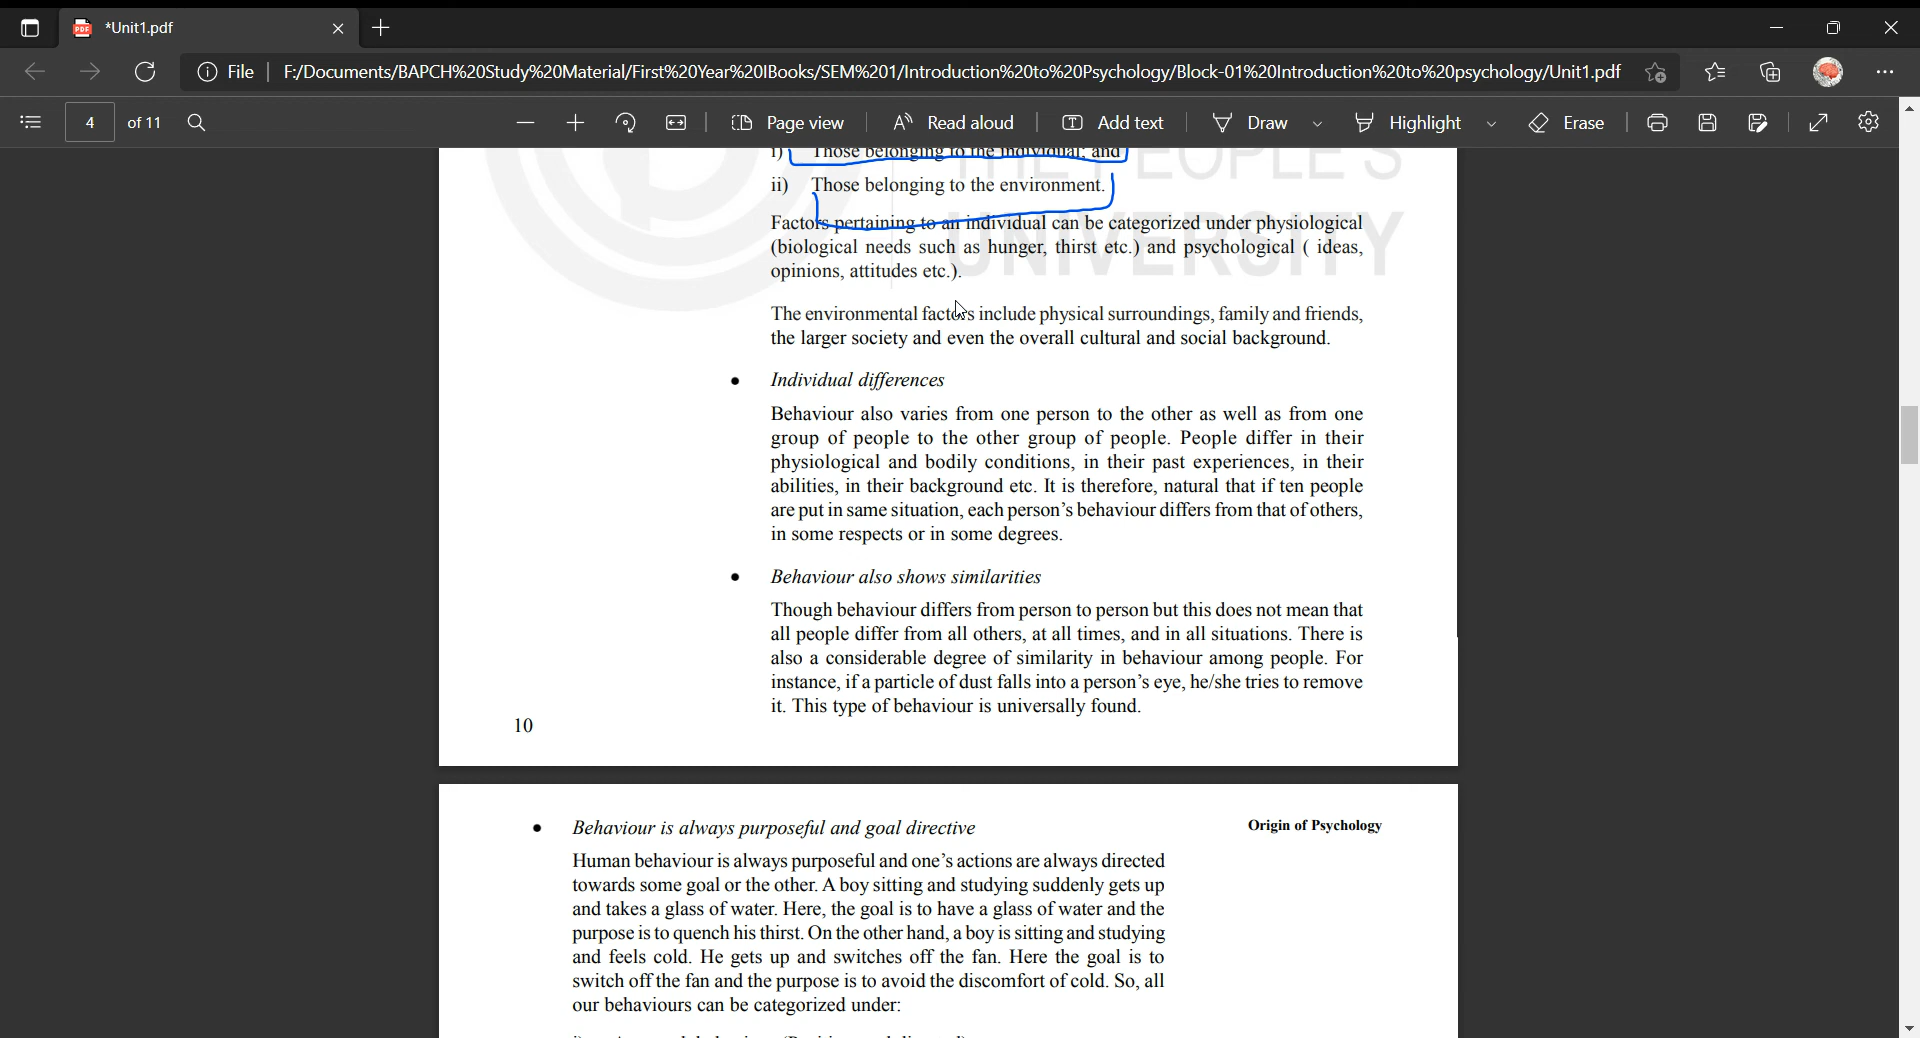 *Unit1.pdf
File
F:/Documents/BAPCH%20Study%20Material/First%20Year%20IBooks/SEM%201/Introduction%20to%20Psychology/Block-01%20Introduction%20to%20psychology/Unit1.pdf
4 of 11
Page view
Read aloud
Add text
Draw
Highlight
Erase
THE PEOPLE'S
UNIVERSITY
i) Those belonging to the individual; and
ii) Those belonging to the environment.
Factors pertaining to an individual can be categorized under physiological
(biological needs such as hunger, thirst etc.) and psychological ( ideas,
opinions, attitudes etc.).
The environmental factors include physical surroundings, family and friends,
the larger society and even the overall cultural and social background.
• Individual differences
Behaviour also varies from one person to the other as well as from one
group of people to the other group of people. People differ in their
physiological and bodily conditions, in their past experiences, in their
abilities, in their background etc. It is therefore, natural that if ten people
are put in same situation, each person’s behaviour differs from that of others,
in some respects or in some degrees.
• Behaviour also shows similarities
Though behaviour differs from person to person but this does not mean that
all people differ from all others, at all times, and in all situations. There is
also a considerable degree of similarity in behaviour among people. For
instance, if a particle of dust falls into a person’s eye, he/she tries to remove
it. This type of behaviour is universally found.
10
Origin of Psychology
• Behaviour is always purposeful and goal directive
Human behaviour is always purposeful and one’s actions are always directed
towards some goal or the other. A boy sitting and studying suddenly gets up
and takes a glass of water. Here, the goal is to have a glass of water and the
purpose is to quench his thirst. On the other hand, a boy is sitting and studying
and feels cold. He gets up and switches off the fan. Here the goal is to
switch off the fan and the purpose is to avoid the discomfort of cold. So, all
our behaviours can be categorized under: